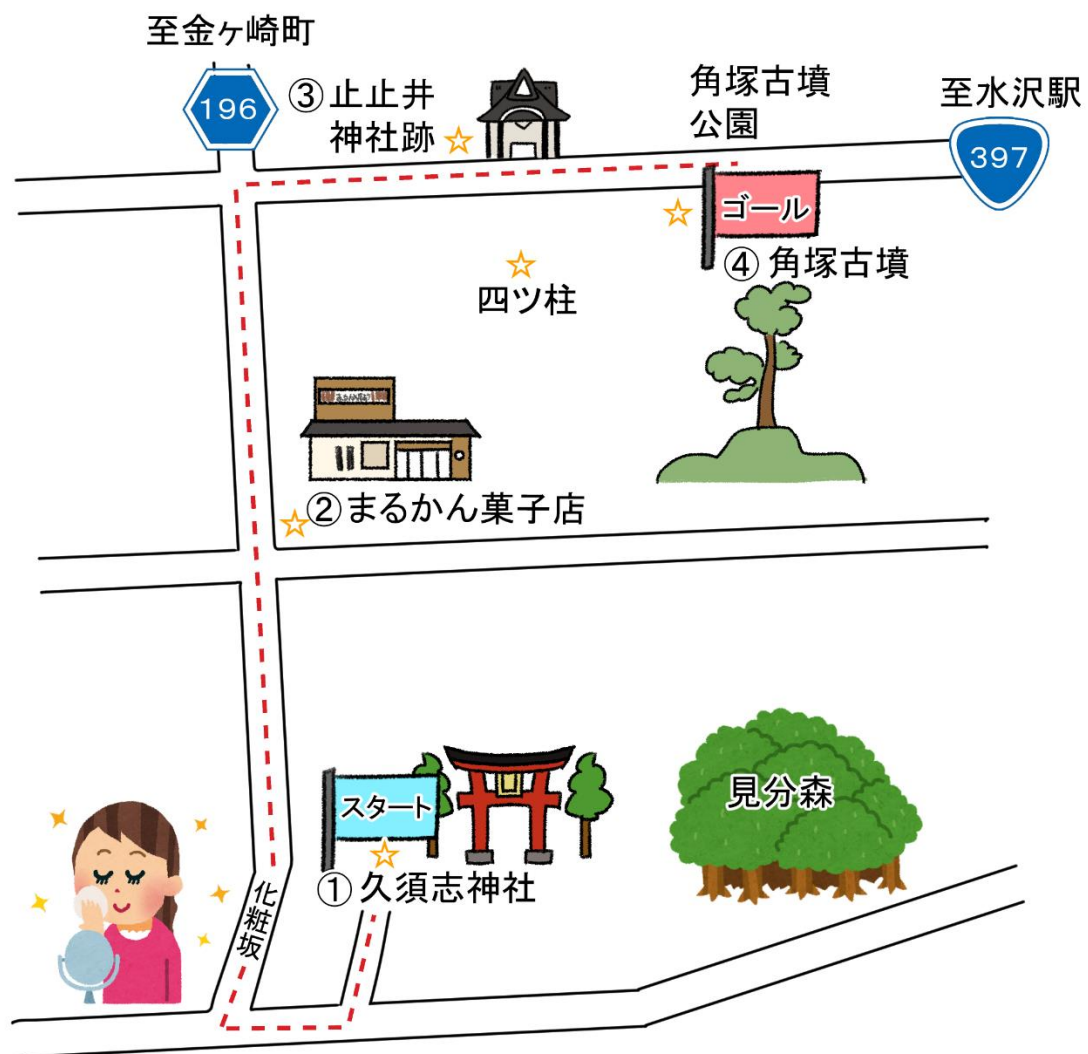 至金ヶ崎町
196
③止止井
神社跡
角塚古墳
公園
至水沢駅
397
ゴール
④角塚古墳
四ツ柱
②まるかん菓子店
スタート
①久須志神社
見分森
化粧坂